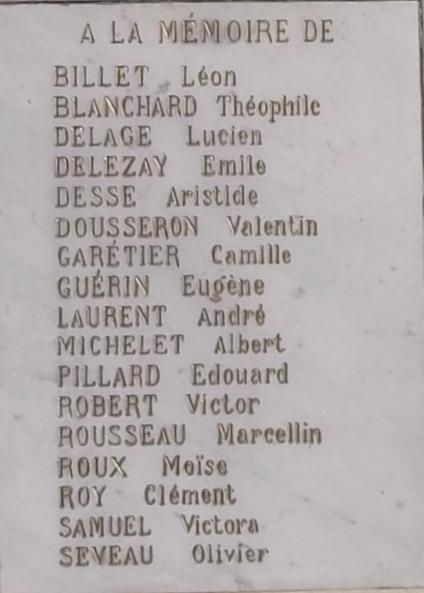 A LA MÉMOIRE DE
BILLET Léon
BLANCHARD Théophile
DELAGE Lucien
DELEZAY Emile
DESSE Aristide
DOUSSERON Valentin
GARÉTIER Camille
GUÉRIN Eugène
LAURENT André
MICHELET Albert
PILLARD Edouard
ROBERT Victor
ROUSSEAU Marcellin
ROUX Moïse
ROY Clément
SAMUEL Victora
SEVEAU Olivier